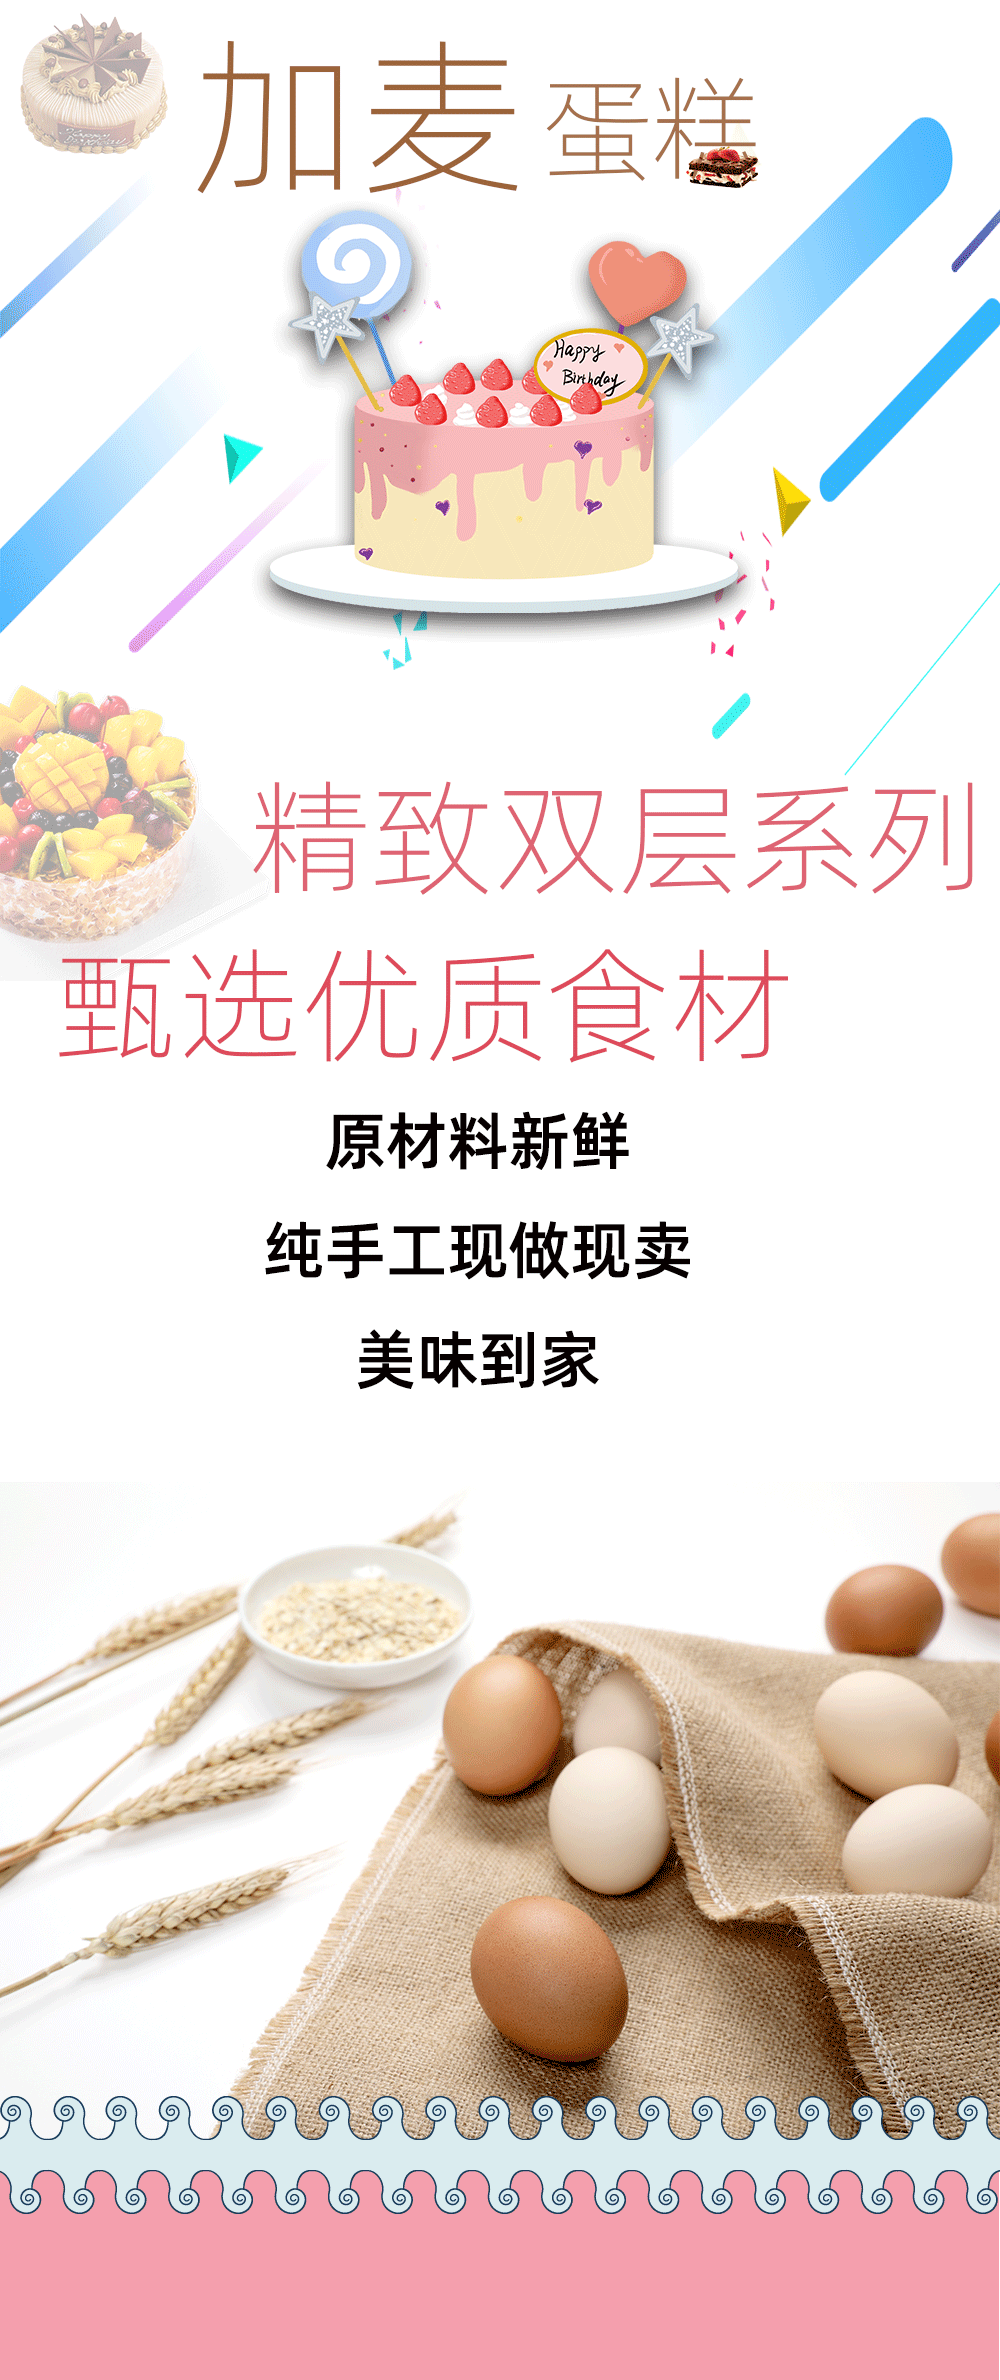 加麦 蛋糕
Happy
Birthday
精致双层系列
甄选优质食材
原材料新鲜
纯手工现做现卖
美味到家